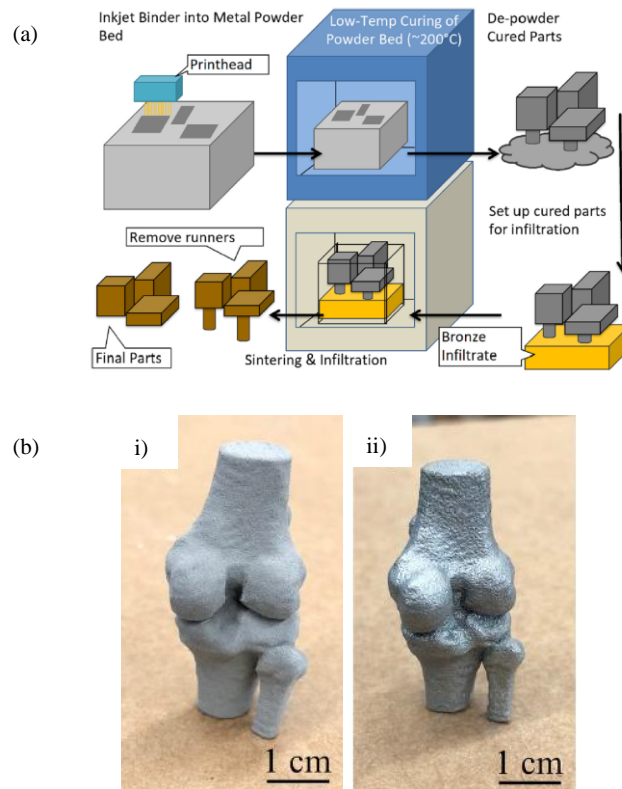 (a)
Inkjet Binder into Metal Powder
Bed
Printhead
Low-Temp Curing of
Powder Bed (~200°C)
De-powder
Cured Parts
Set up cured parts
for infiltration
Remove runners
Final Parts
Sintering & Infiltration
Bronze
Infiltrate
(b)
i)
ii)
1 cm
1 cm